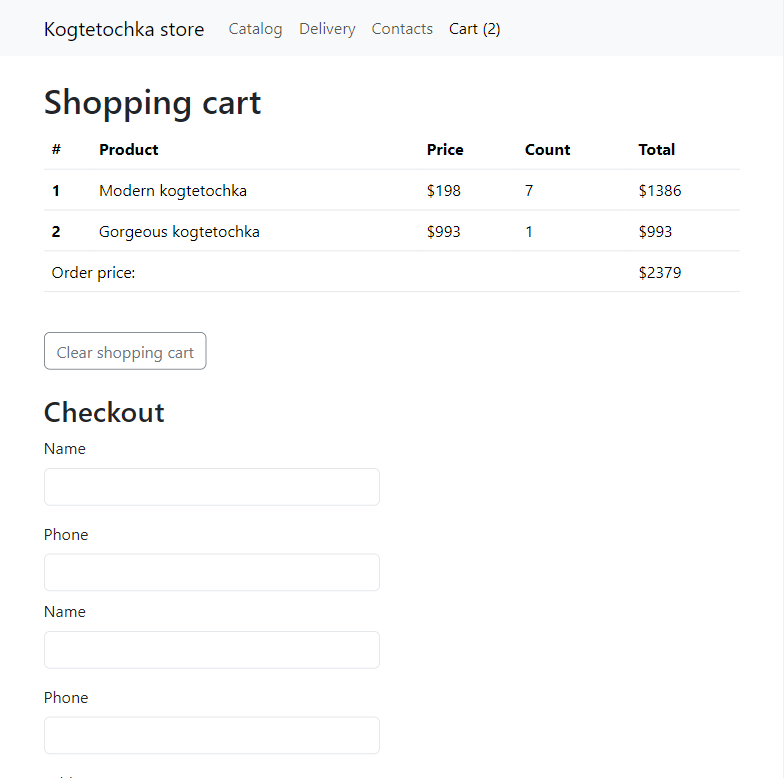 Kogtetochka store Catalog Delivery Contacts Cart (2)
Shopping cart
# Product Price Count Total
1 Modern kogtetochka $198 7 $1386
2 Gorgeous kogtetochka $993 1 $993
Order price: $2379
Clear shopping cart
Checkout
Name
Phone
Name
Phone